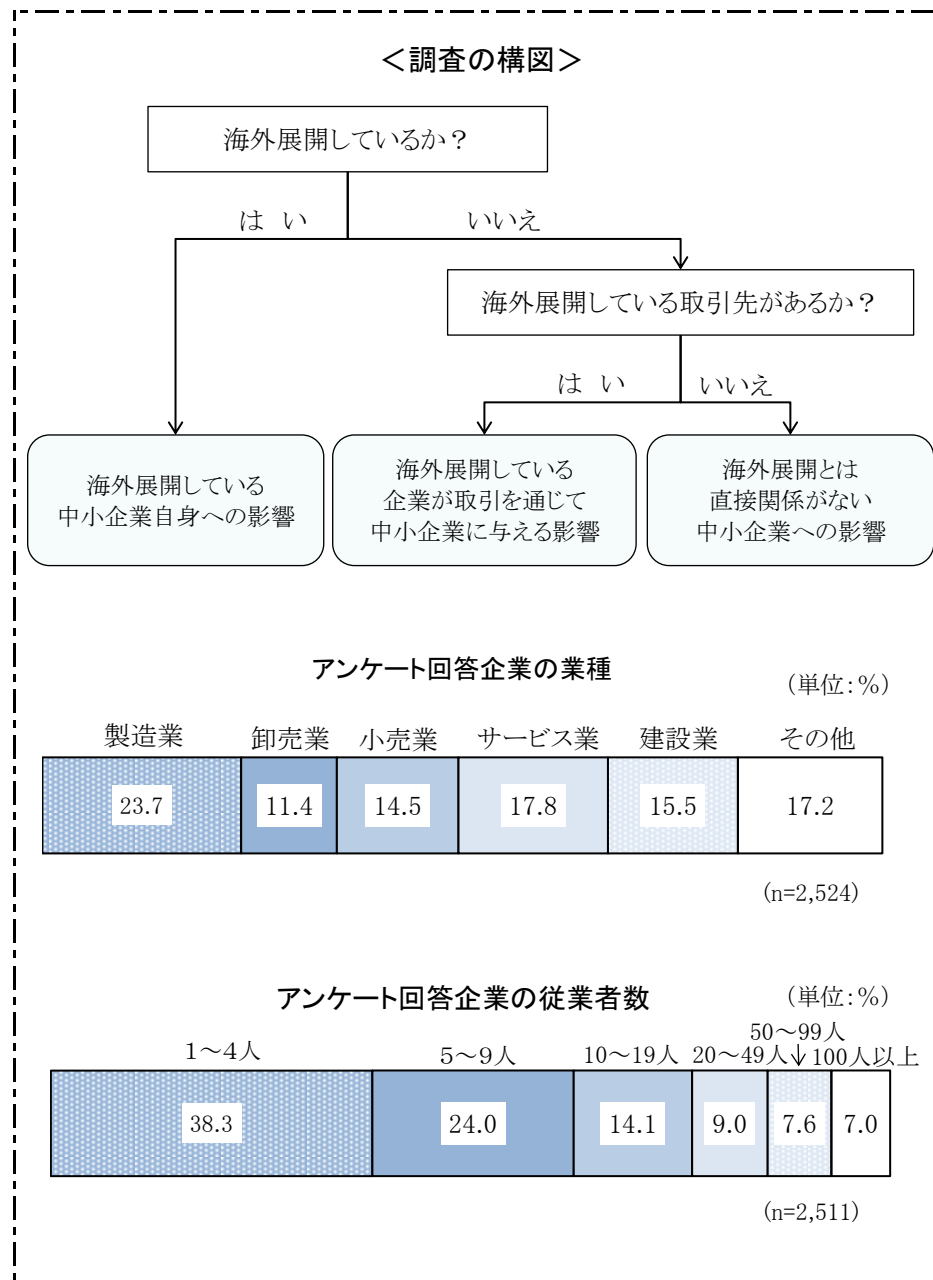 ＜調査の構図＞
海外展開しているか？
は い
いいえ
海外展開している取引先があるか？
は い
いいえ
海外展開している
中小企業自身への影響
海外展開している
企業が取引を通じて
中小企業に与える影響
海外展開とは
直接関係がない
中小企業への影響
アンケート回答企業の業種
（単位：％）
製造業 卸売業 小売業 サービス業 建設業 その他
23.7 11.4 14.5 17.8 15.5 17.2
(n=2,524)
アンケート回答企業の従業者数
（単位：％）
50～99人
1～4人 5～9人 10～19人 20～49人↓100人以上
38.3 24.0 14.1 9.0 7.6 7.0
(n=2,511)